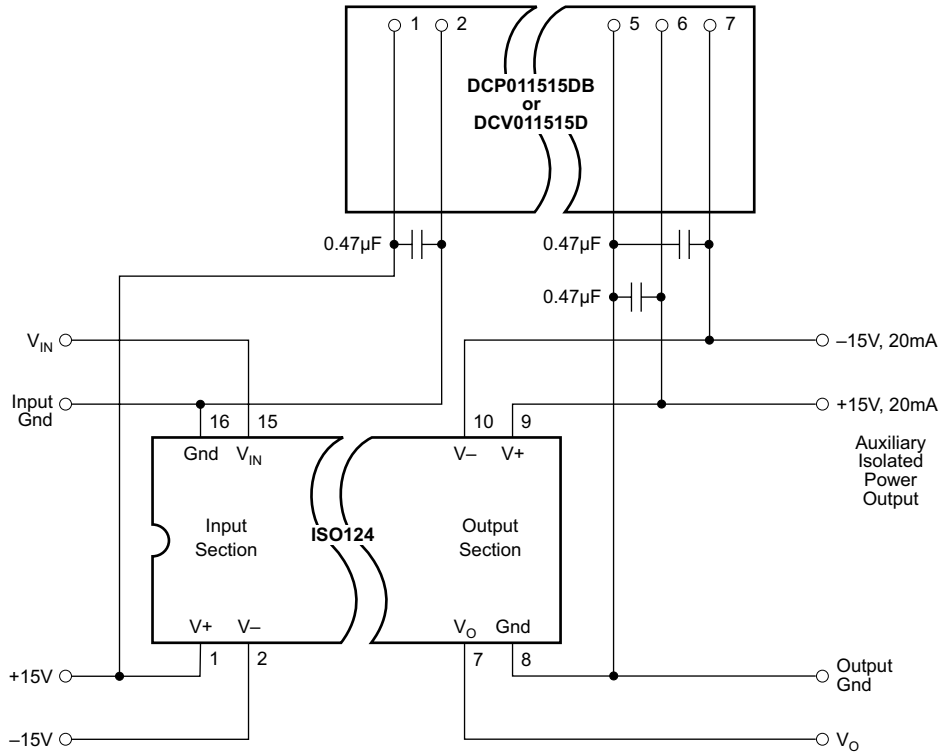 1 2 5 6 7
DCP011515DB
or
DCV011515D
0.47µF 0.47µF
0.47µF
V_IN –15V, 20mA
Input
Gnd
+15V, 20mA
16 15 10 9
Gnd V_IN V– V+
Auxiliary
Isolated
Power
Output
Input
Section
ISO124
Output
Section
V+ V– V_O Gnd
1 2 7 8
+15V
Output
Gnd
–15V V_O